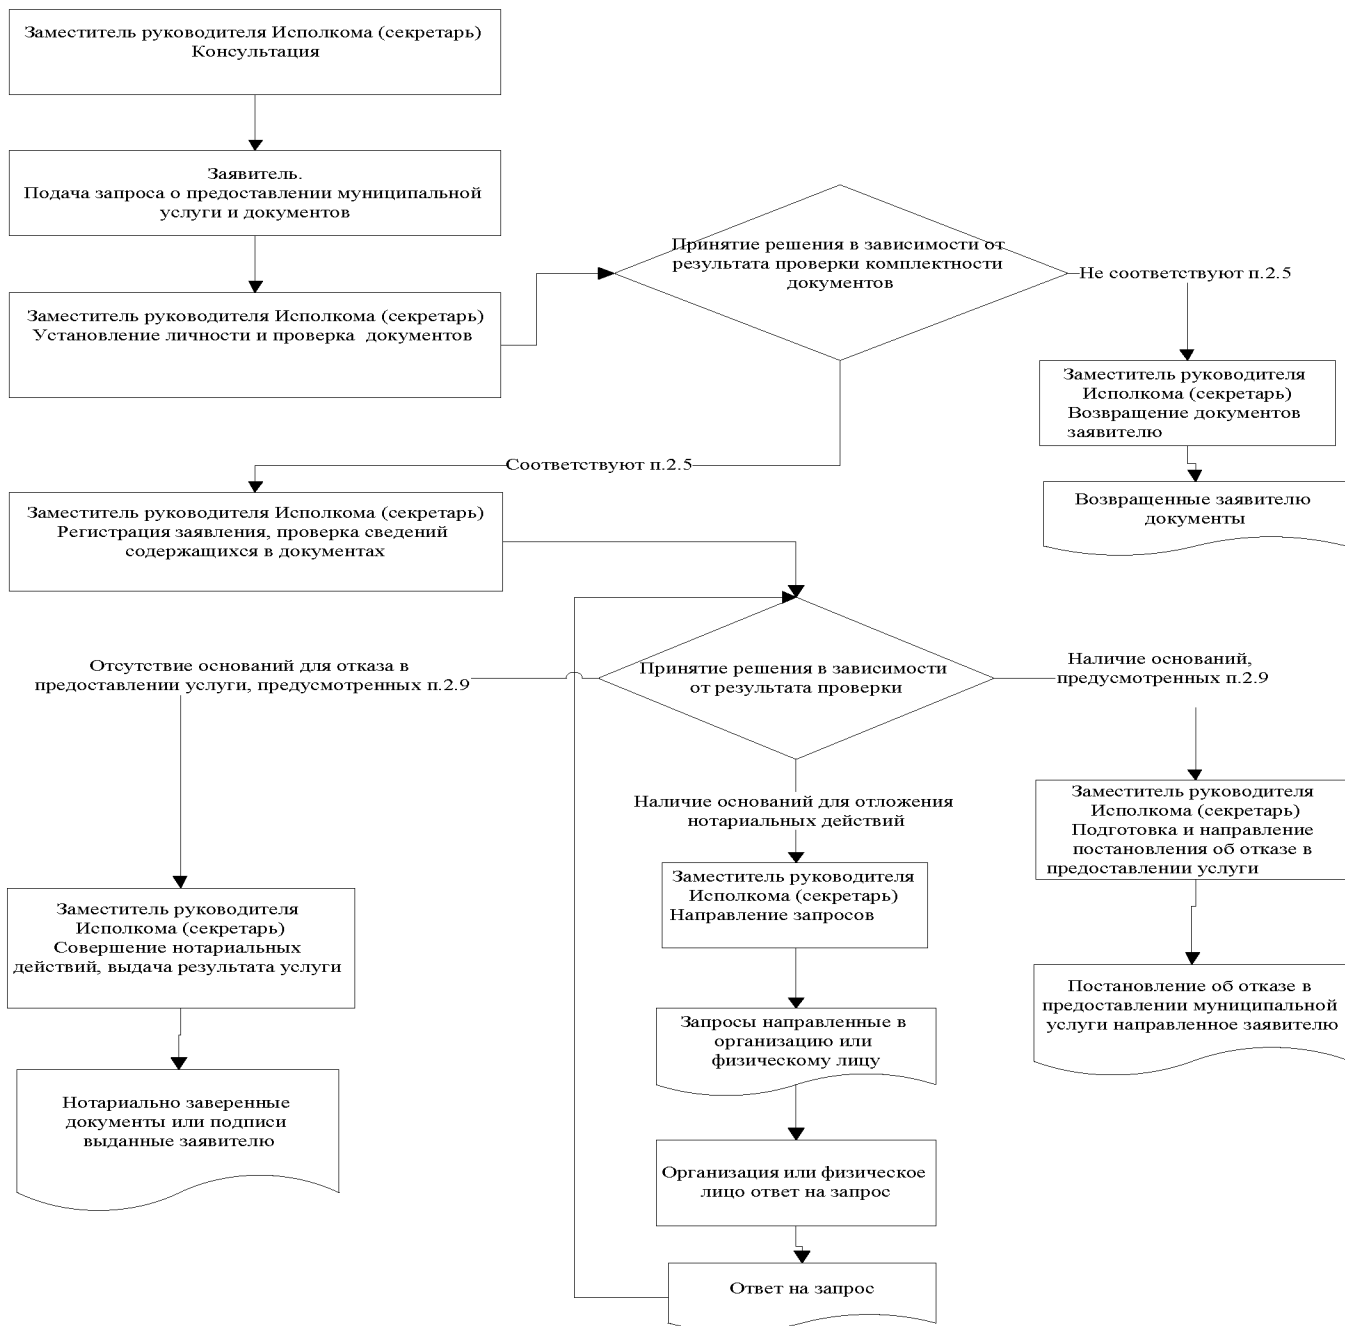 Заместитель руководителя Исполкома (секретарь)
Консультация
Заявитель.
Подача запроса о предоставлении муниципальной
услуги и документов
Принятие решения в зависимости от
результата проверки комплектности
документов
Не соответствуют п.2.5
Заместитель руководителя Исполкома (секретарь)
Установление личности и проверка документов
Заместитель руководителя
Исполкома (секретарь)
Возвращение документов
заявителю
Соответствуют п.2.5
Возвращенные заявителю
документы
Заместитель руководителя Исполкома (секретарь)
Регистрация заявления, проверка сведений
содержащихся в документах
Отсутствие оснований для отказа в
предоставлении услуги, предусмотренных п.2.9
Принятие решения в зависимости
от результата проверки
Наличие оснований,
предусмотренных п.2.9
Наличие оснований для отложения
нотариальных действий
Заместитель руководителя
Исполкома (секретарь)
Подготовка и направление
постановления об отказе в
предоставлении услуги
Заместитель руководителя
Исполкома (секретарь)
Направление запросов
Заместитель руководителя
Исполкома (секретарь)
Совершение нотариальных
действий, выдача результата услуги
Постановление об отказе в
предоставлении муниципальной
услуги направленное заявителю
Запросы направленные в
организацию или
физическому лицу
Нотариально заверенные
документы или подписи
выданные заявителю
Организация или физическое
лицо ответ на запрос
Ответ на запрос